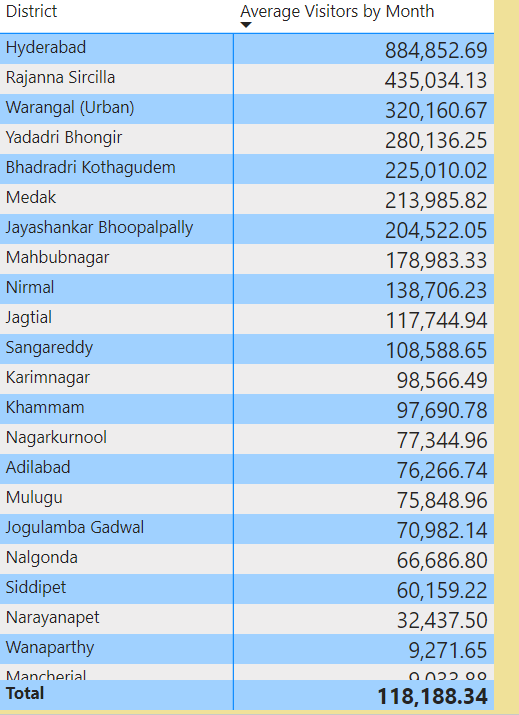 District Average Visitors by Month
Hyderabad 884,852.69
Rajanna Sircilla 435,034.13
Warangal (Urban) 320,160.67
Yadadri Bhongir 280,136.25
Bhadradri Kothagudem 225,010.02
Medak 213,985.82
Jayashankar Bhoopalpally 204,522.05
Mahbubnagar 178,983.33
Nirmal 138,706.23
Jagtial 117,744.94
Sangareddy 108,588.65
Karimnagar 98,566.49
Khammam 97,690.78
Nagarkurnool 77,344.96
Adilabad 76,266.74
Mulugu 75,848.96
Jogulamba Gadwal 70,982.14
Nalgonda 66,686.80
Siddipet 60,159.22
Narayanapet 32,437.50
Wanaparthy 9,271.65
Mancherial
Total 118,188.34